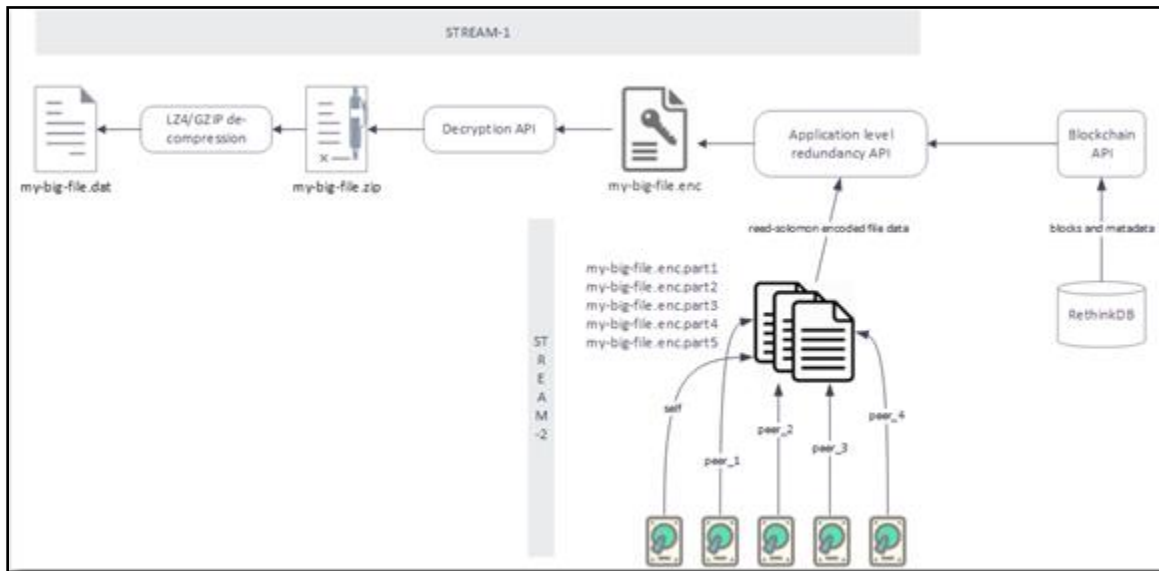 STREAM-1
LZ4/GZIP de-
compression
Decryption API
Application level
redundancy API
Blockchain
API
my-big-file.dat
my-big-file.zip
my-big-file.enc
reed-solomon encoded file data
blocks and metadata
my-big-file.enc.part1
my-big-file.enc.part2
my-big-file.enc.part3
my-big-file.enc.part4
my-big-file.enc.part5
RethinkDB
ST
R
E
A
M
-2
self
peer_1
peer_2
peer_3
peer_4